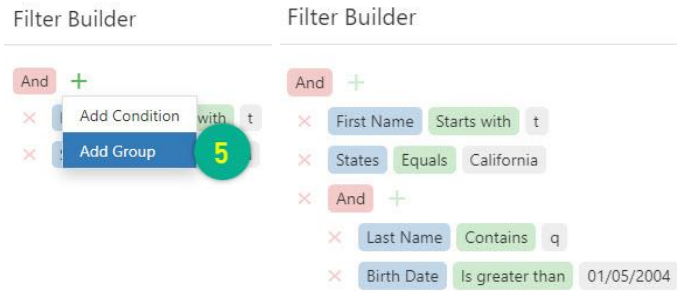 Filter Builder
And +
Add Condition with t
Add Group 5
Filter Builder
And +
First Name Starts with t
States Equals California
And +
Last Name Contains q
Birth Date Is greater than 01/05/2004